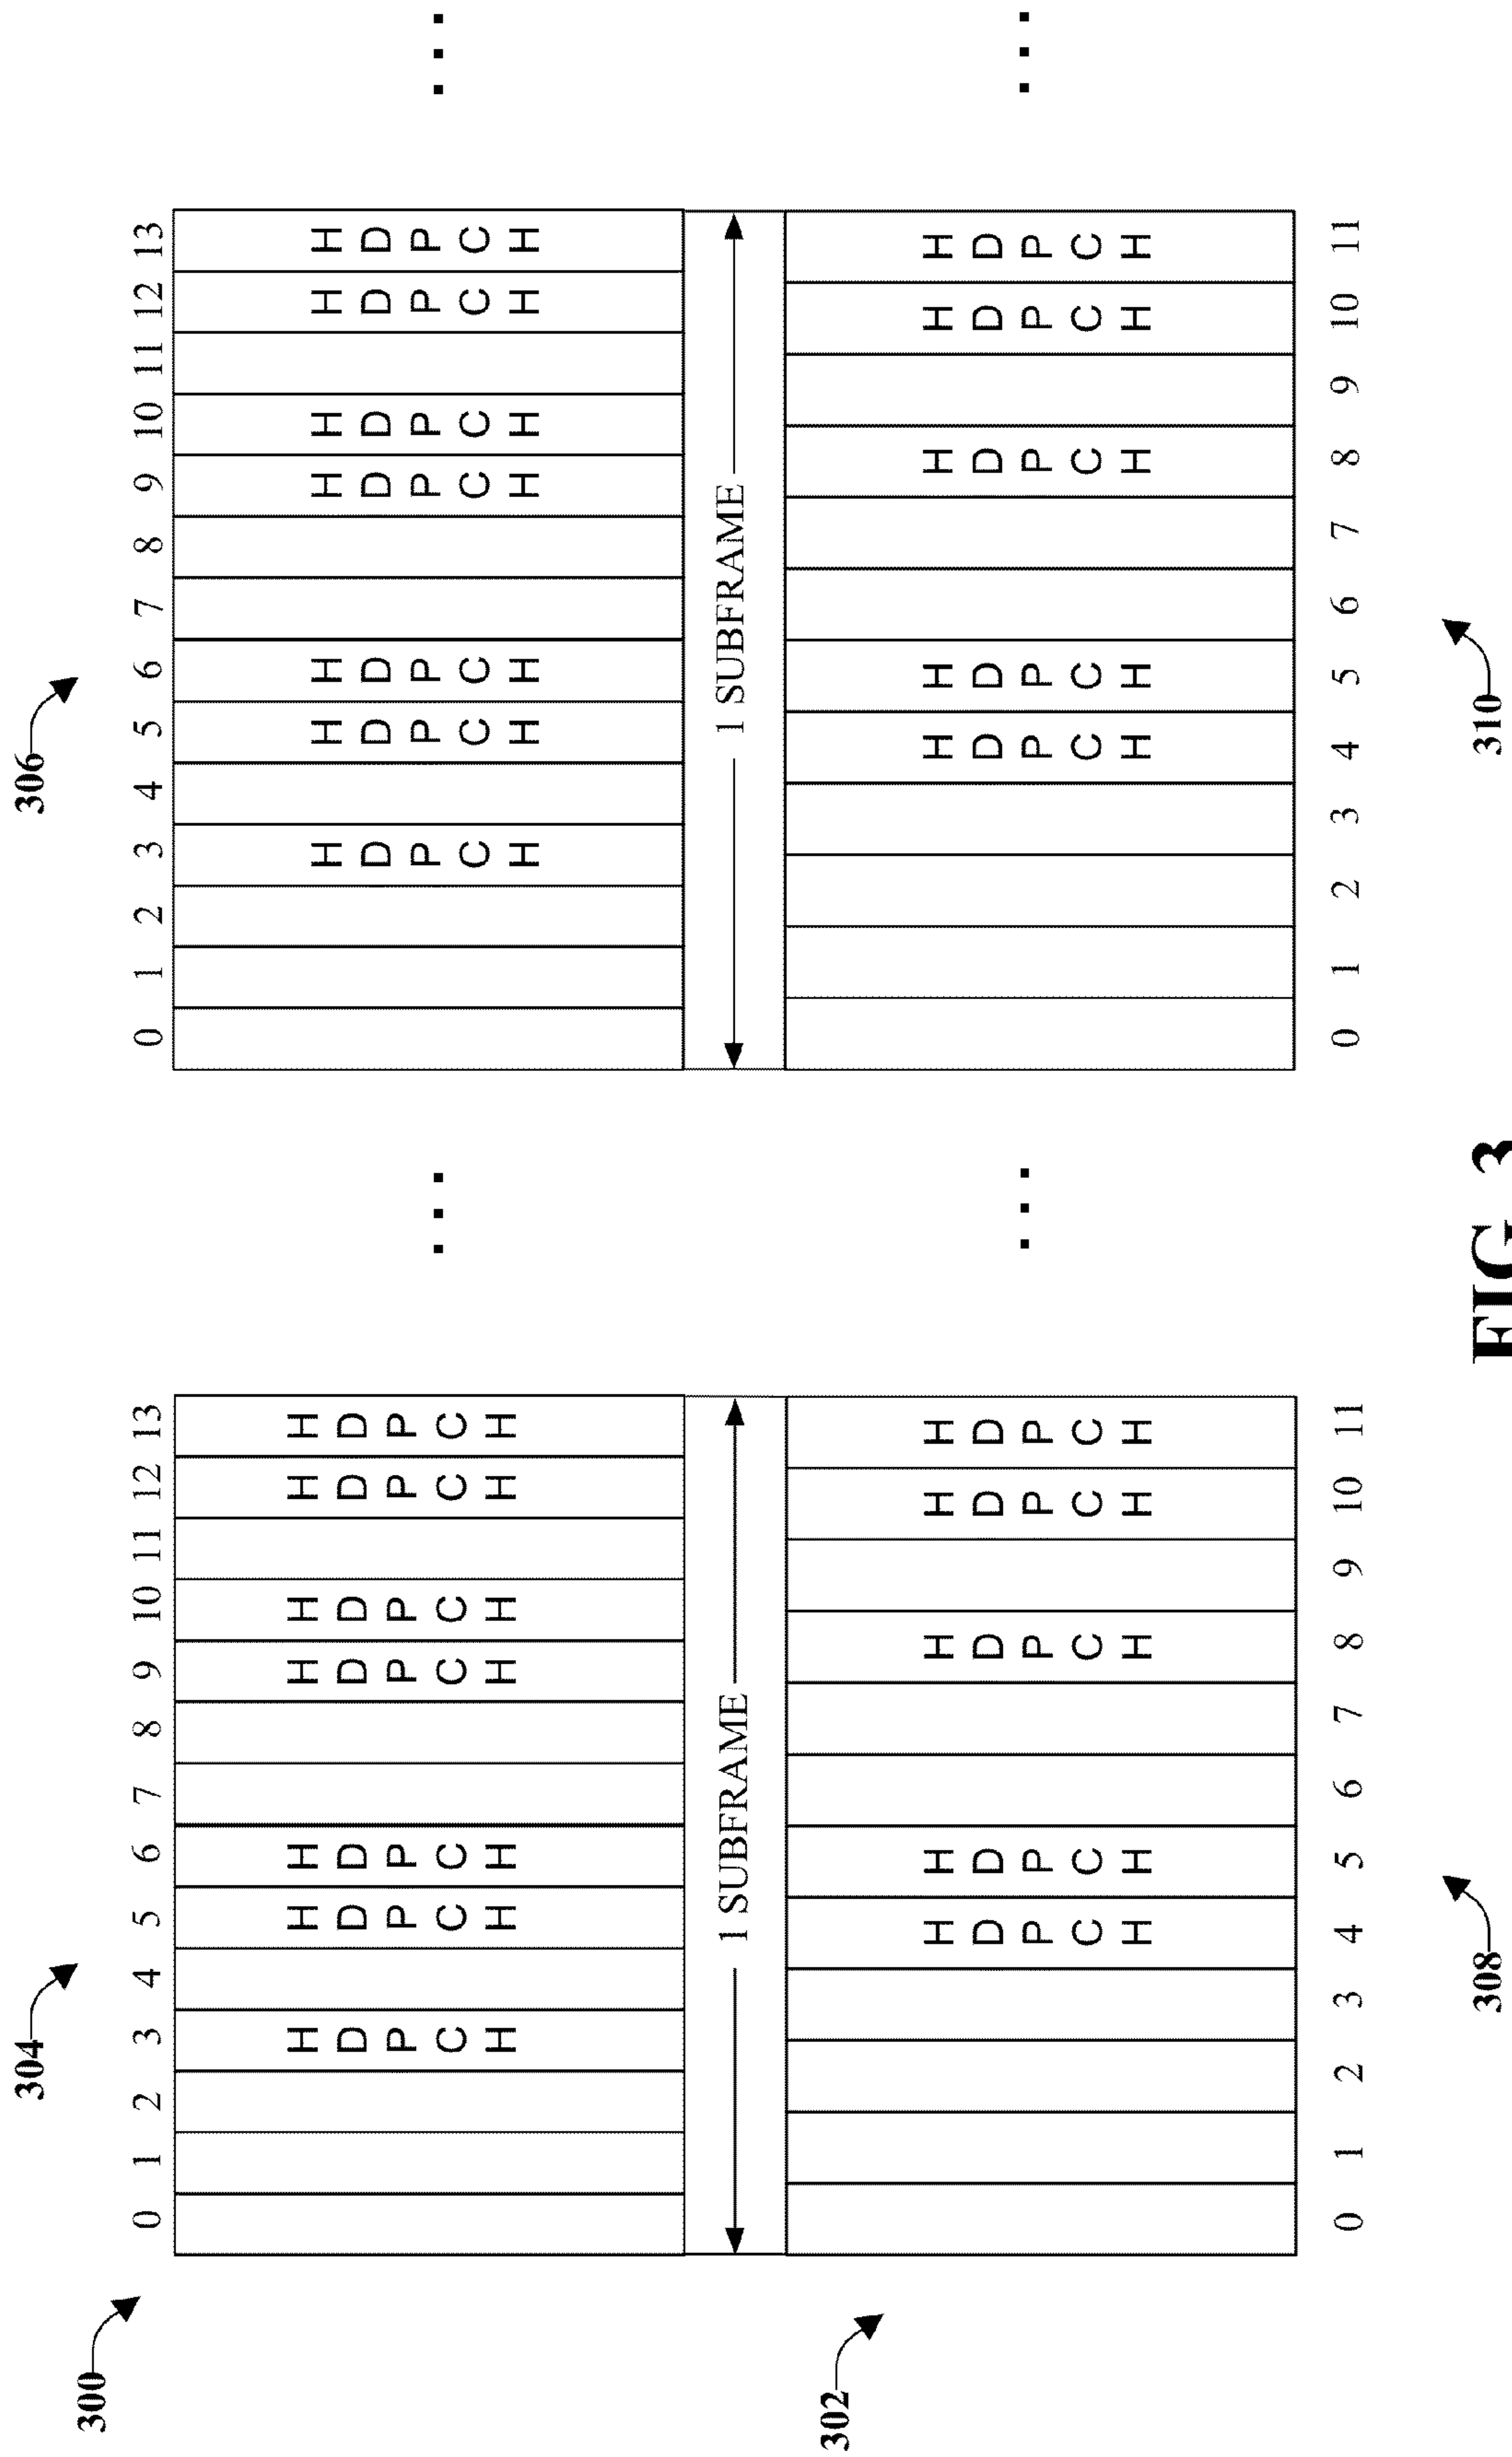 304 306
300
0 1 2 3 4 5 6 7 8 9 10 11 12 13 0 1 2 3 4 5 6 7 8 9 10 11 12 13
HDPCH HDPCH HDPCH HDPCH HDPCH HDPCH HDPCH ... HDPCH HDPCH HDPCH HDPCH HDPCH HDPCH HDPCH ...
1 SUBFRAME 1 SUBFRAME
302
HDPCH HDPCH HDPCH HDPCH HDPCH ... HDPCH HDPCH HDPCH HDPCH HDPCH ...
0 1 2 3 4 5 6 7 8 9 10 11 0 1 2 3 4 5 6 7 8 9 10 11
308 310
FIG 3